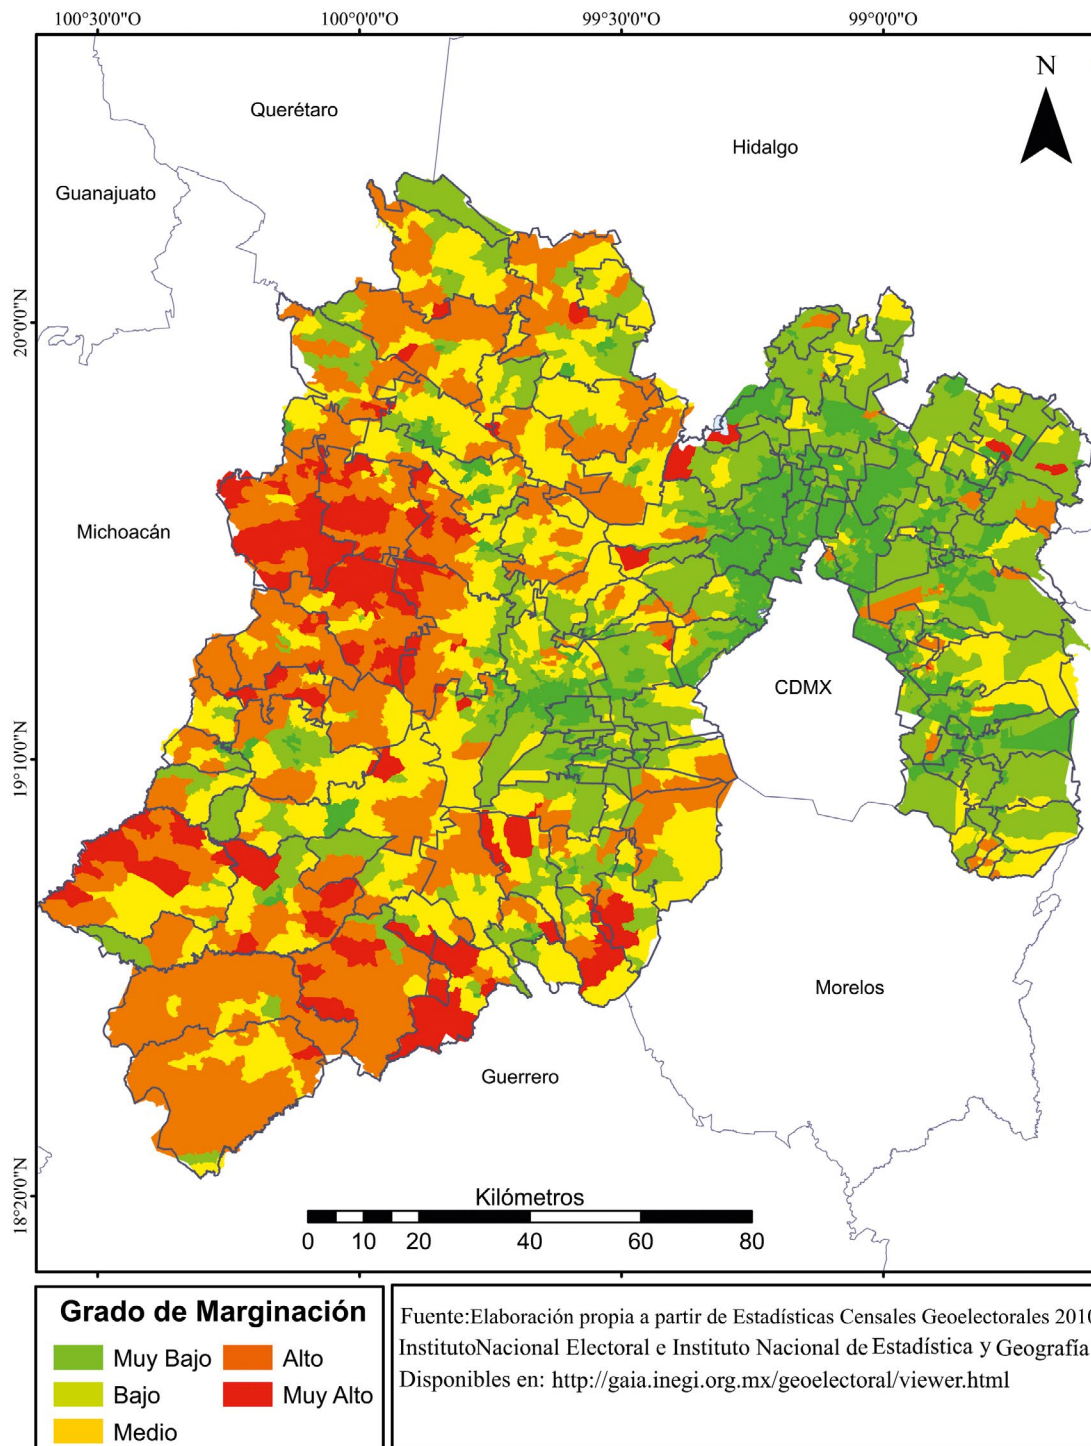 100°30'0"O 100°0'0"O 99°30'0"O 99°0'0"O
N
Querétaro
Hidalgo
Guanajuato
20°0'0"N
Michoacán
CDMX
19°10'0"N
Morelos
Guerrero
18°20'0"N
Kilómetros
0 10 20 40 60 80
Grado de Marginación
Muy Bajo Alto
Bajo Muy Alto
Medio
Fuente:Elaboración propia a partir de Estadísticas Censales Geoelectorales 2010
InstitutoNacional Electoral e Instituto Nacional de Estadística y Geografía
Disponibles en: http://gaia.inegi.org.mx/geoelectoral/viewer.html